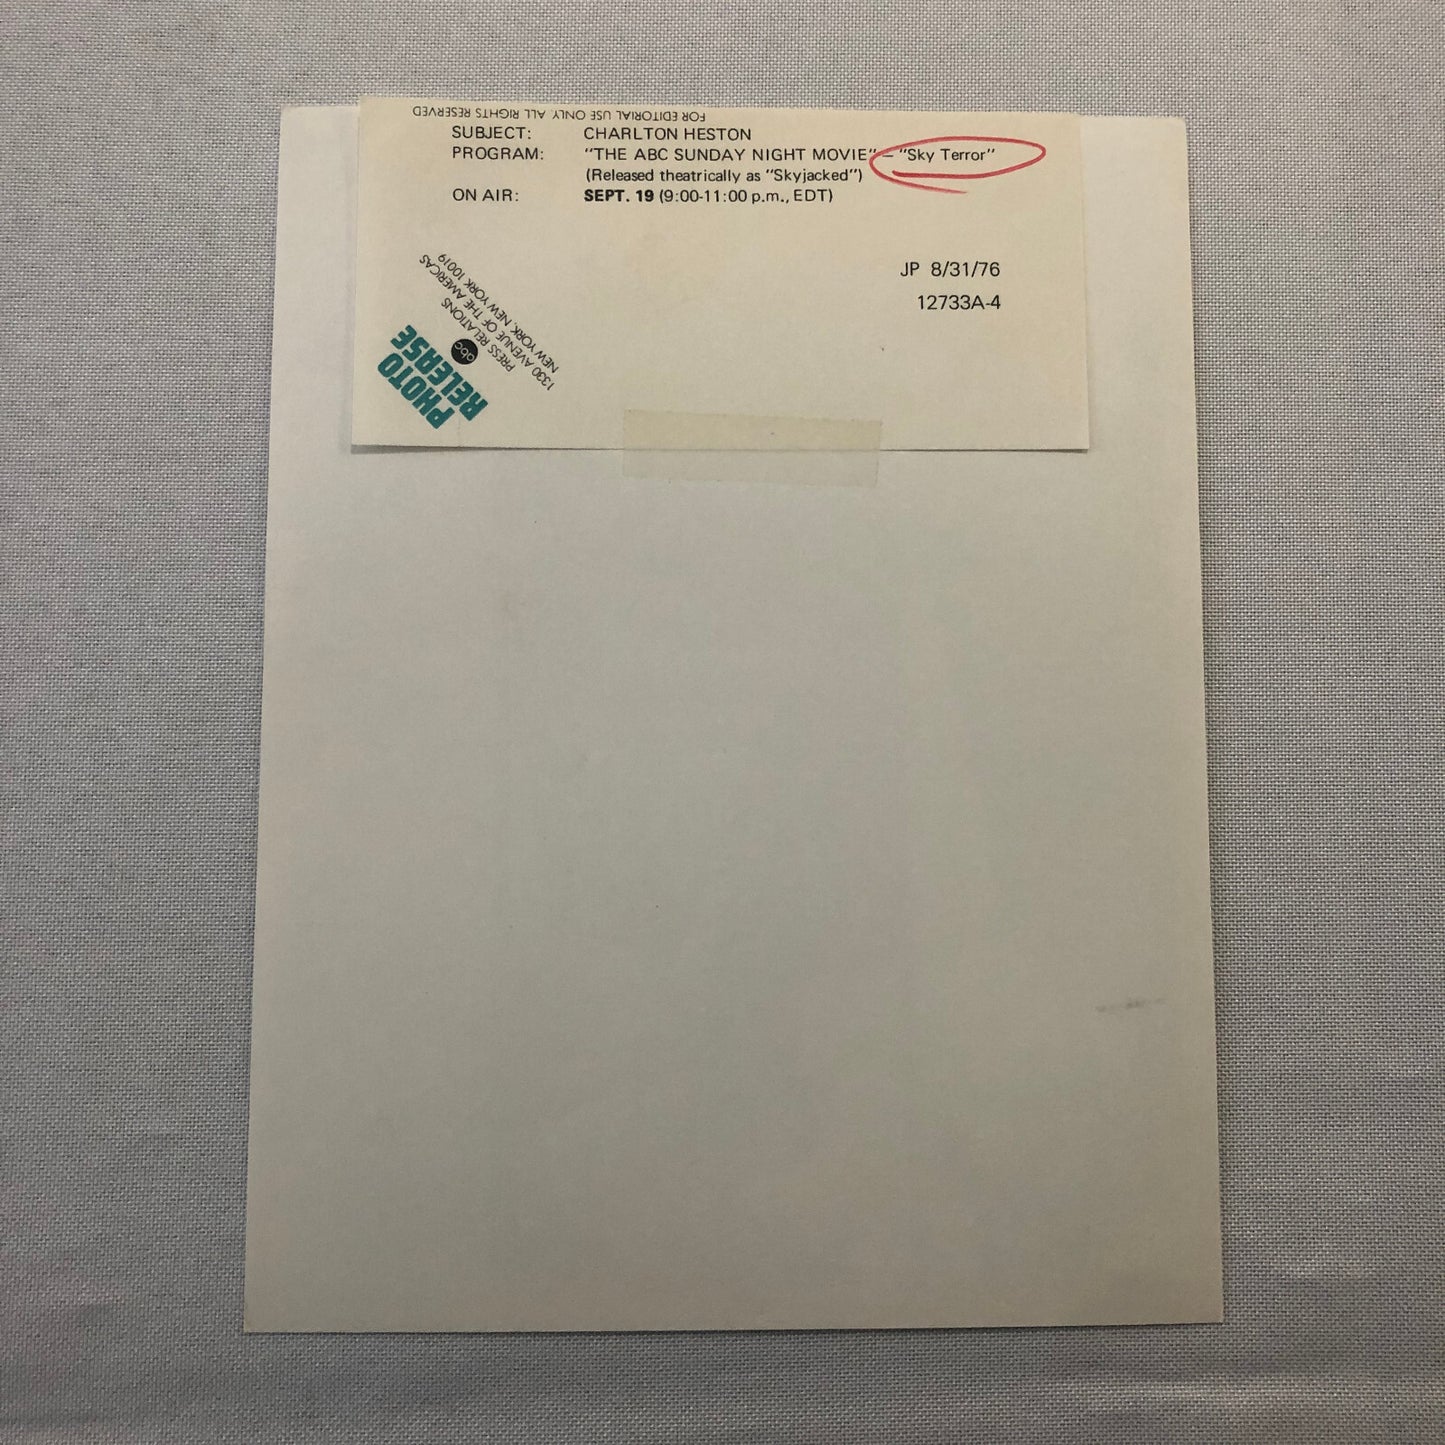 FOR EDITORIAL USE ONLY. ALL RIGHTS RESERVED
SUBJECT: CHARLTON HESTON
PROGRAM: "THE ABC SUNDAY NIGHT MOVIE" – "Sky Terror"
(Released theatrically as "Skyjacked")
ON AIR: SEPT. 19 (9:00-11:00 p.m., EDT)
JP 8/31/76
12733A-4
PHOTO
RELEASE
abc
PRESS RELATIONS
1330 AVENUE OF THE AMERICAS
NEW YORK, NEW YORK 10019